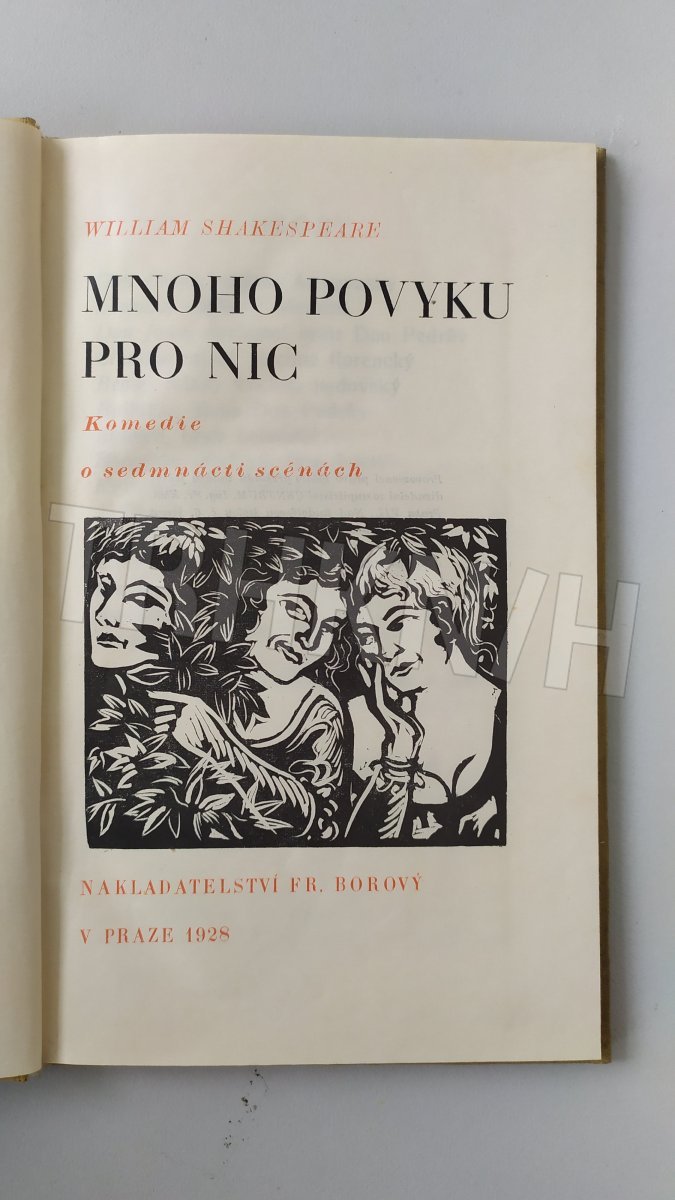 WILLIAM SHAKESPEARE
MNOHO POVYKU
PRO NIC
Komedie
o sedmnácti scénách
NAKLADATELSTVÍ FR. BOROVÝ
V PRAZE 1928